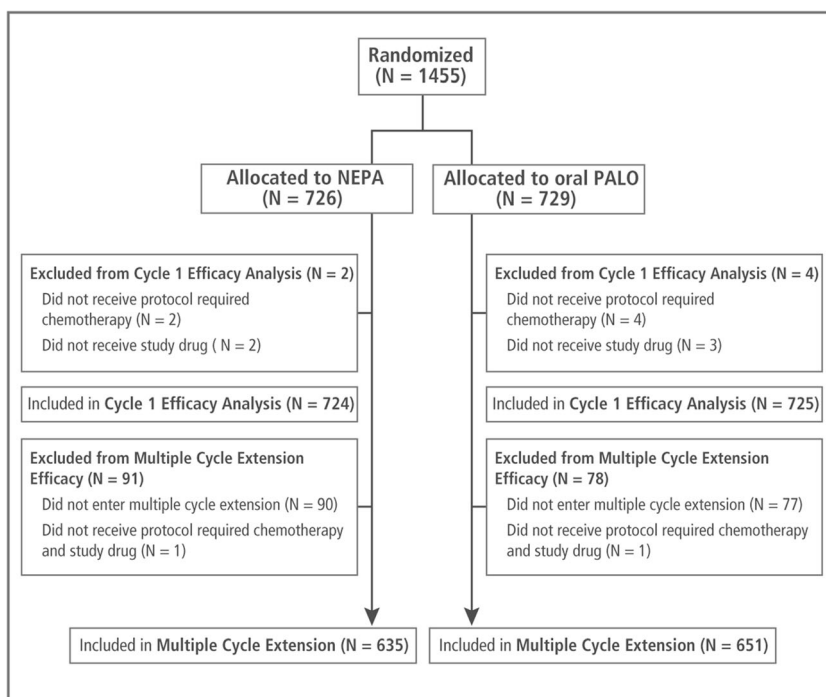 Randomized
(N = 1455)
Allocated to NEPA
(N = 726)
Allocated to oral PALO
(N = 729)
Excluded from Cycle 1 Efficacy Analysis (N = 2)
Did not receive protocol required
chemotherapy (N = 2)
Did not receive study drug ( N = 2)
Excluded from Cycle 1 Efficacy Analysis (N = 4)
Did not receive protocol required
chemotherapy (N = 4)
Did not receive study drug (N = 3)
Included in Cycle 1 Efficacy Analysis (N = 724)
Included in Cycle 1 Efficacy Analysis (N = 725)
Excluded from Multiple Cycle Extension
Efficacy (N = 91)
Did not enter multiple cycle extension (N = 90)
Did not receive protocol required chemotherapy
and study drug (N = 1)
Excluded from Multiple Cycle Extension
Efficacy (N = 78)
Did not enter multiple cycle extension (N = 77)
Did not receive protocol required chemotherapy
and study drug (N = 1)
Included in Multiple Cycle Extension (N = 635)
Included in Multiple Cycle Extension (N = 651)